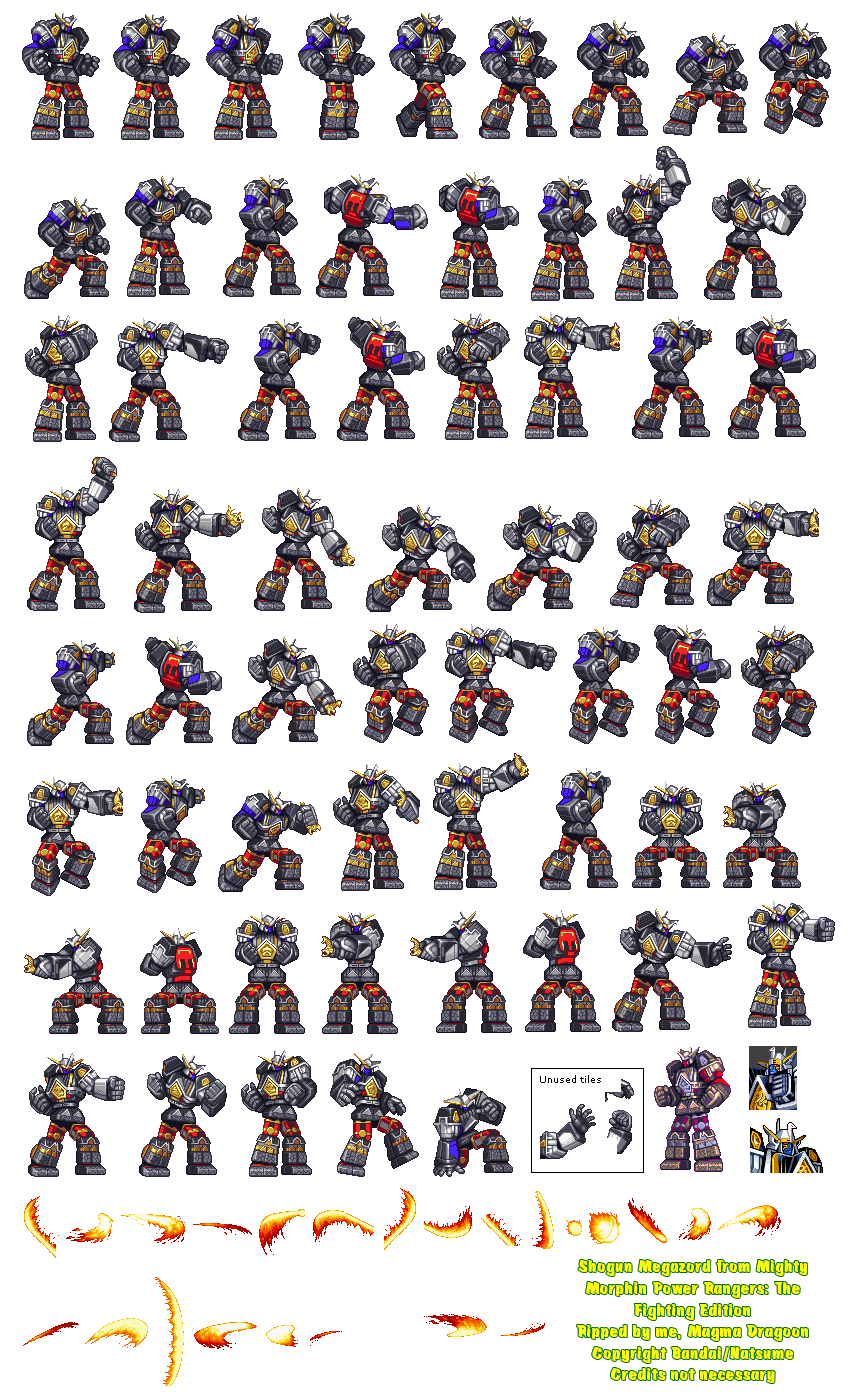 Unused tiles
Shogun Megazord from Mighty
Morphin Power Rangers: The
Fighting Edition
Ripped by me, Magma Dragoon
Copyright Bandai/Natsume
Credits not necessary